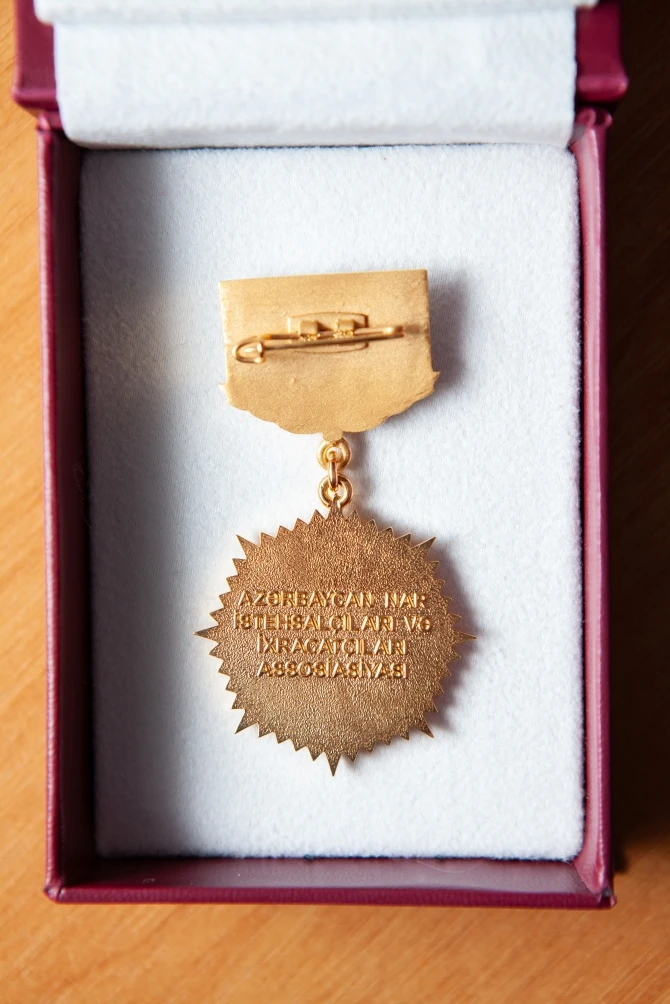 AZƏRBAYCAN NAR
İSTEHSALÇILARI VƏ
İXRACATÇILARI
ASSOSİASİYASI